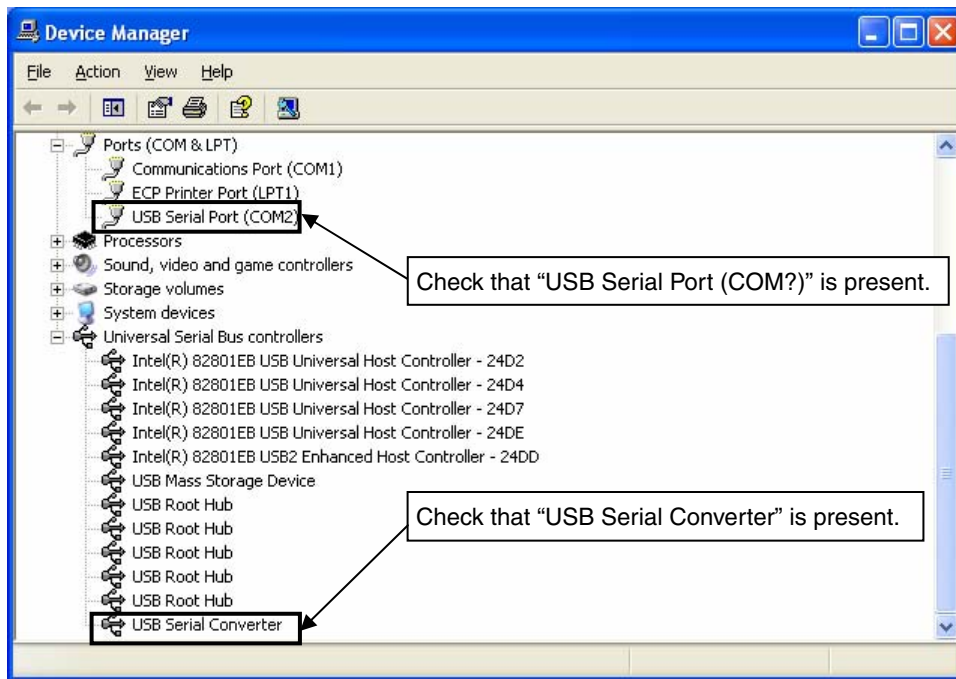 Device Manager
File Action View Help
Ports (COM & LPT)
Communications Port (COM1)
ECP Printer Port (LPT1)
USB Serial Port (COM2)
Processors
Sound, video and game controllers
Check that “USB Serial Port (COM?)” is present.
Storage volumes
System devices
Universal Serial Bus controllers
Intel(R) 82801EB USB Universal Host Controller - 24D2
Intel(R) 82801EB USB Universal Host Controller - 24D4
Intel(R) 82801EB USB Universal Host Controller - 24D7
Intel(R) 82801EB USB Universal Host Controller - 24DE
Intel(R) 82801EB USB2 Enhanced Host Controller - 24DD
USB Mass Storage Device
USB Root Hub
Check that “USB Serial Converter” is present.
USB Root Hub
USB Root Hub
USB Root Hub
USB Root Hub
USB Serial Converter